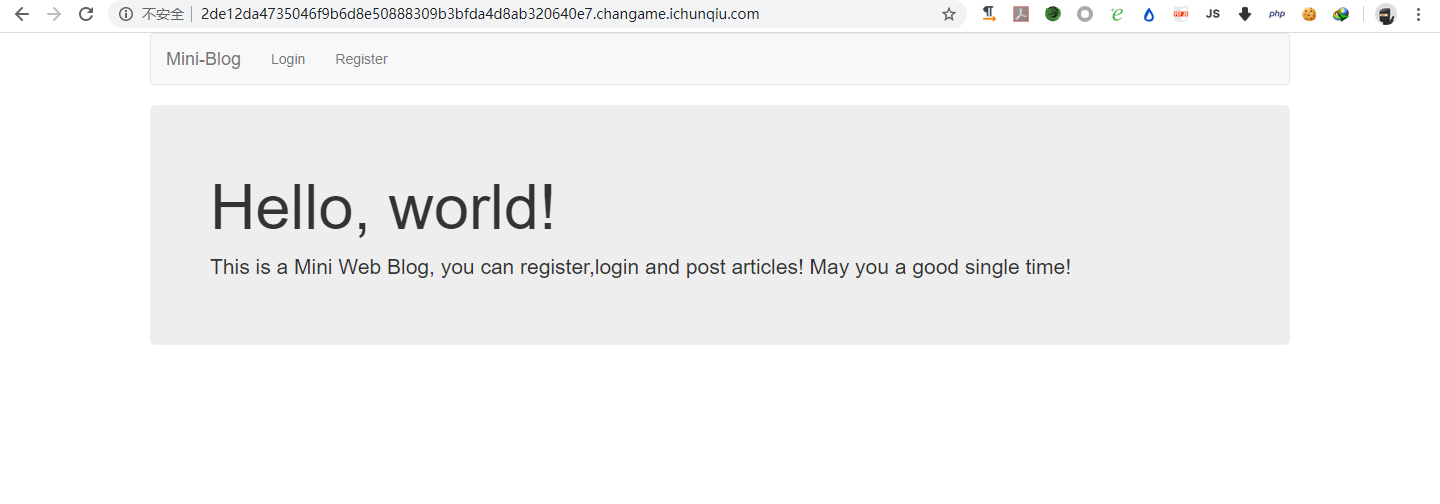 不安全 2de12da4735046f9b6d8e50888309b3bfda4d8ab320640e7.changame.ichunqiu.com JS php
Mini-Blog Login Register
Hello, world!
This is a Mini Web Blog, you can register,login and post articles! May you a good single time!